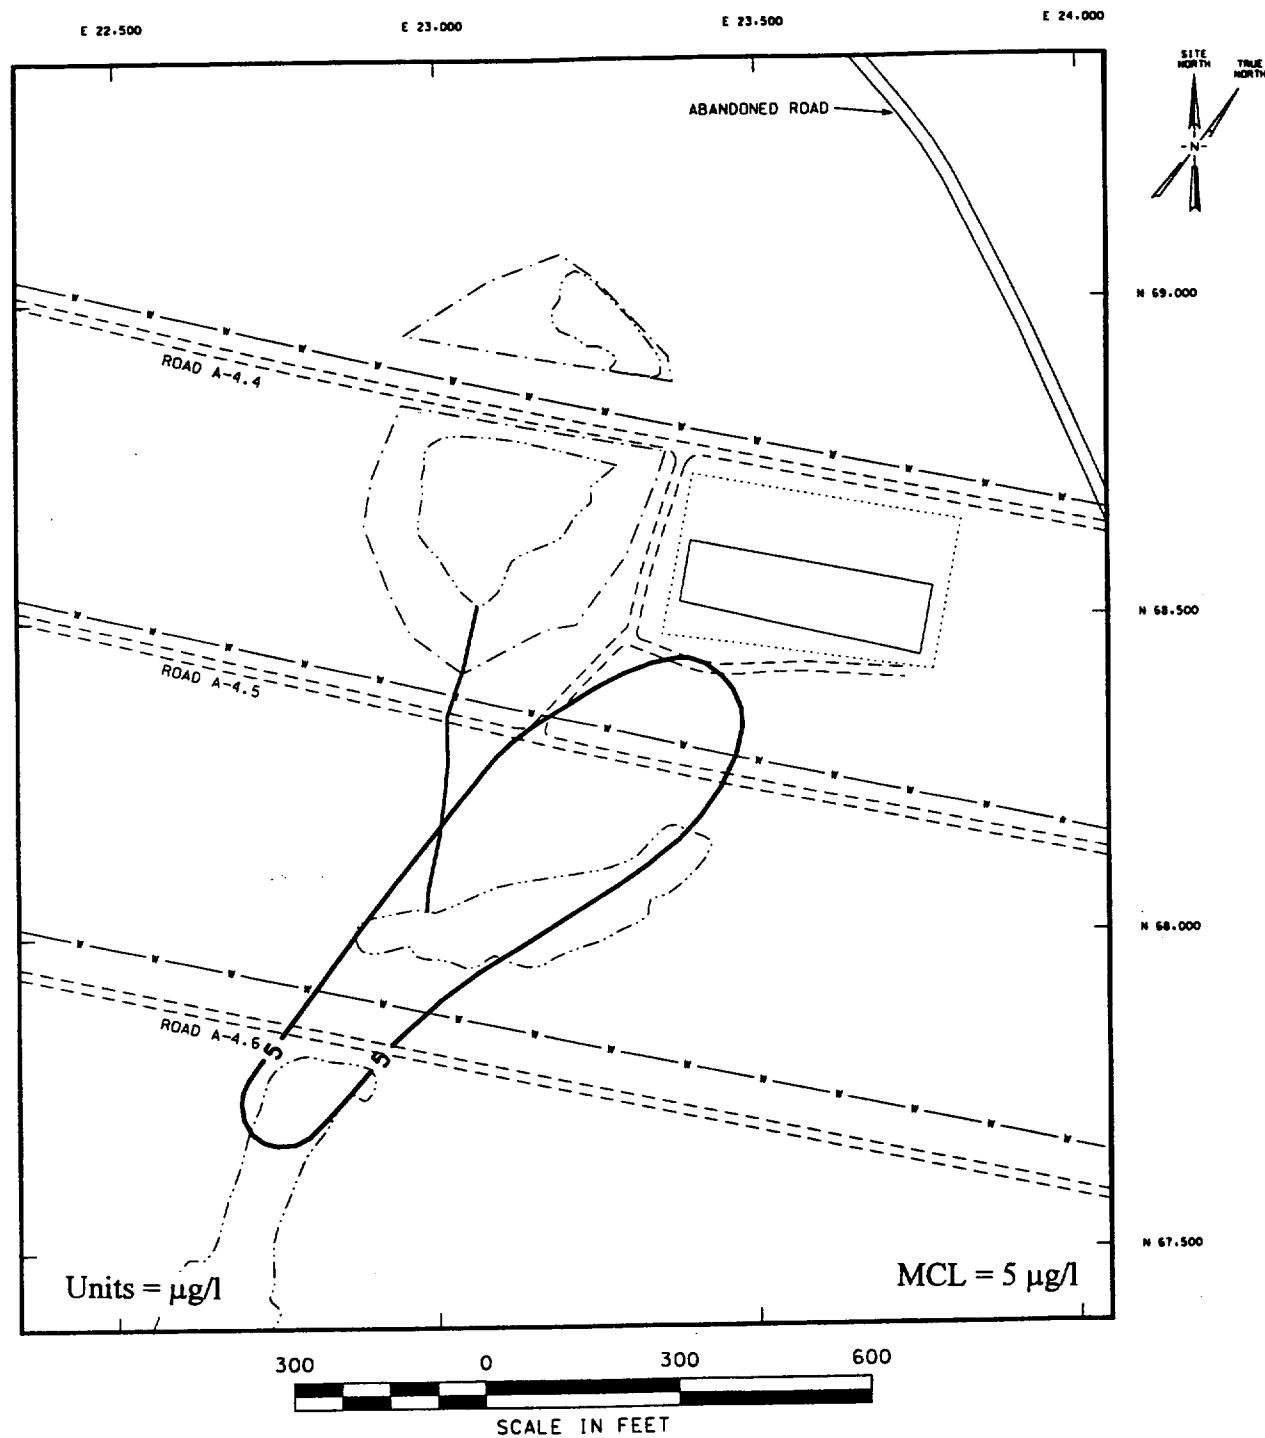 E 22.500
E 23.000
E 23.500
E 24.000
SITE NORTH
TRUE NORTH
N
ABANDONED ROAD
N 69.000
W W W W W W W W W W W W W W
ROAD A-4.4
N 68.500
W W W W W W W W W W W W W W
ROAD A-4.5
N 68.000
W W W W W W W W W W W W W W
ROAD A-4.6
5
5
N 67.500
Units = µg/l
MCL = 5 µg/l
300 0 300 600
SCALE IN FEET